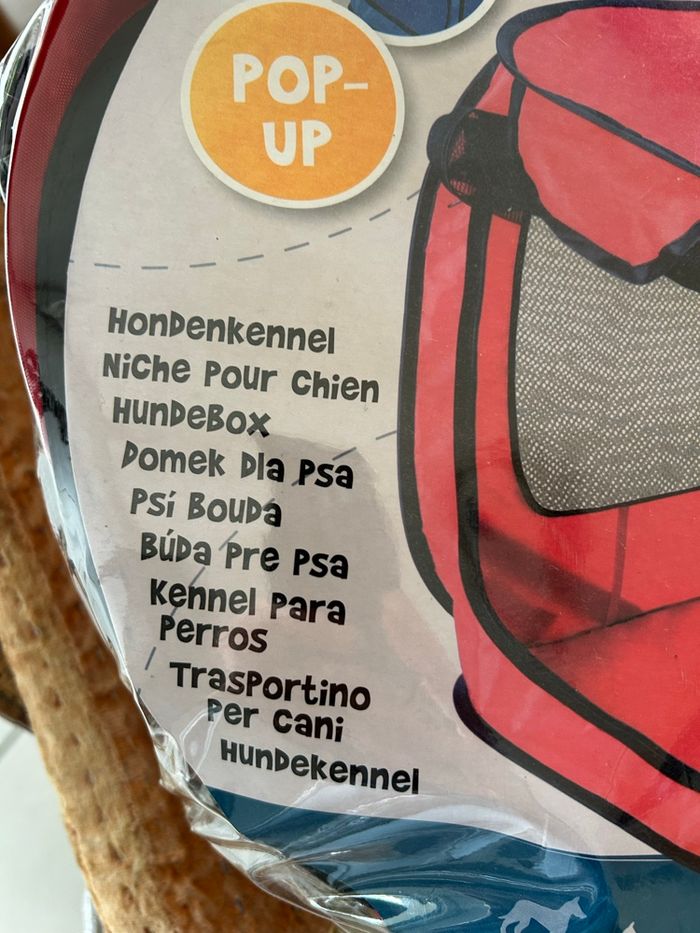 POP-
UP
Hondenkennel
Niche pour chien
Hundebox
Domek dla psa
Psí bouda
Búda pre psa
Kennel para
perros
Trasportino
per cani
Hundekennel